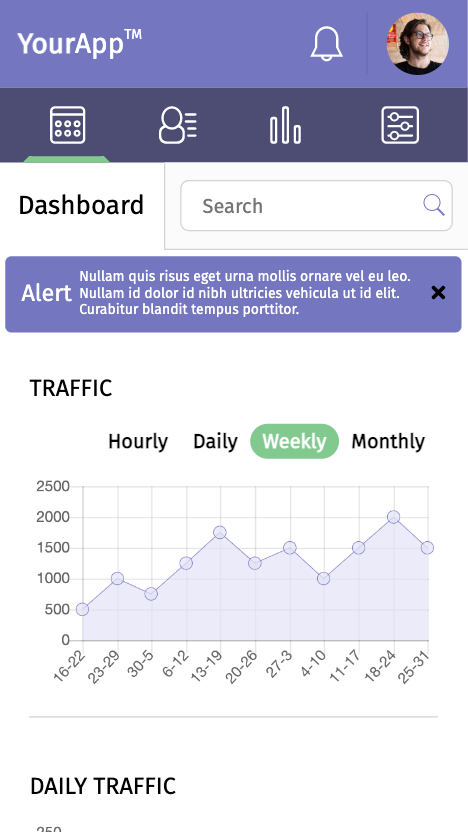 YourApp™
Dashboard
Search
Alert
Nullam quis risus eget urna mollis ornare vel eu leo.
Nullam id dolor id nibh ultricies vehicula ut id elit.
Curabitur blandit tempus porttitor.
TRAFFIC
Hourly Daily Weekly Monthly
2500
2000
1500
1000
500
0
16-22 23-29 30-5 6-12 13-19 20-26 27-3 4-10 11-17 18-24 25-31
DAILY TRAFFIC
250